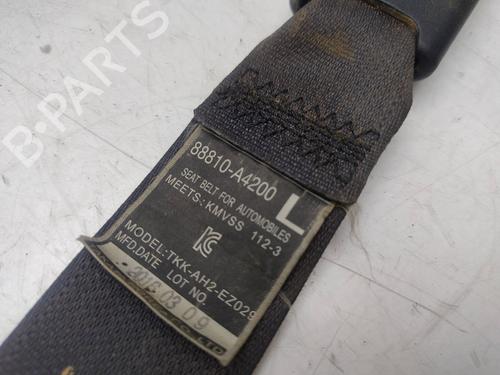 88810-A4200
L
SEAT BELT FOR AUTOMOBILES
MEETS: KMVSS 112-3
MODEL: TKK-AH2-EZ029
MFD.DATE LOT NO.
2016 03 09
B-PARTS